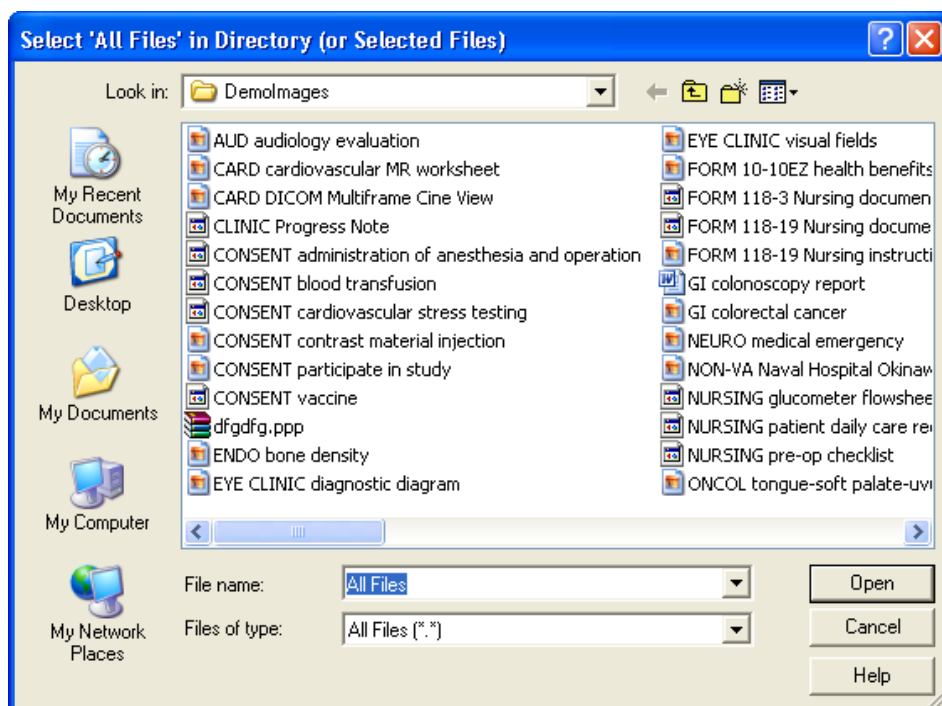 Select 'All Files' in Directory (or Selected Files)
Look in:
DemoImages
My Recent
Documents
Desktop
My Documents
My Computer
My Network
Places
AUD audiology evaluation
CARD cardiovascular MR worksheet
CARD DICOM Multiframe Cine View
CLINIC Progress Note
CONSENT administration of anesthesia and operation
CONSENT blood transfusion
CONSENT cardiovascular stress testing
CONSENT contrast material injection
CONSENT participate in study
CONSENT vaccine
dfgdfg.ppp
ENDO bone density
EYE CLINIC diagnostic diagram
EYE CLINIC visual fields
FORM 10-10EZ health benefits
FORM 118-3 Nursing documen
FORM 118-19 Nursing docume
FORM 118-19 Nursing instructi
GI colonoscopy report
GI colorectal cancer
NEURO medical emergency
NON-VA Naval Hospital Okinaw
NURSING glucometer flowshee
NURSING patient daily care re
NURSING pre-op checklist
ONCOL tongue-soft palate-uvu
File name:
All Files
Open
Files of type:
All Files (*.*)
Cancel
Help